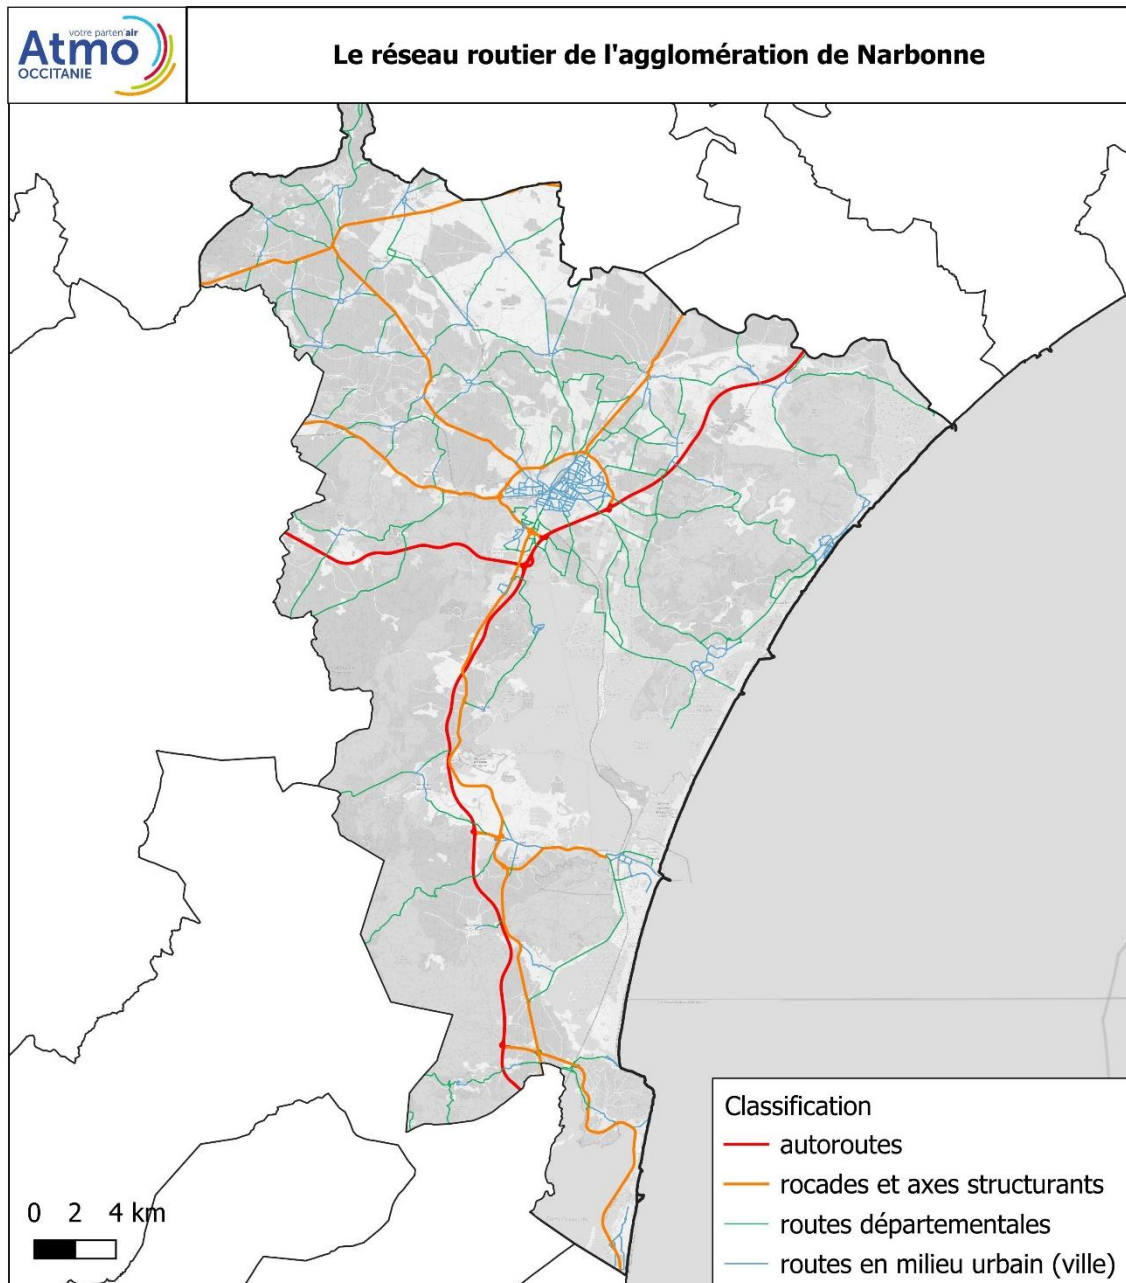 votre parten'air
Atmo
OCCITANIE
Le réseau routier de l'agglomération de Narbonne
Classification
autoroutes
rocades et axes structurants
routes départementales
routes en milieu urbain (ville)
0 2 4 km